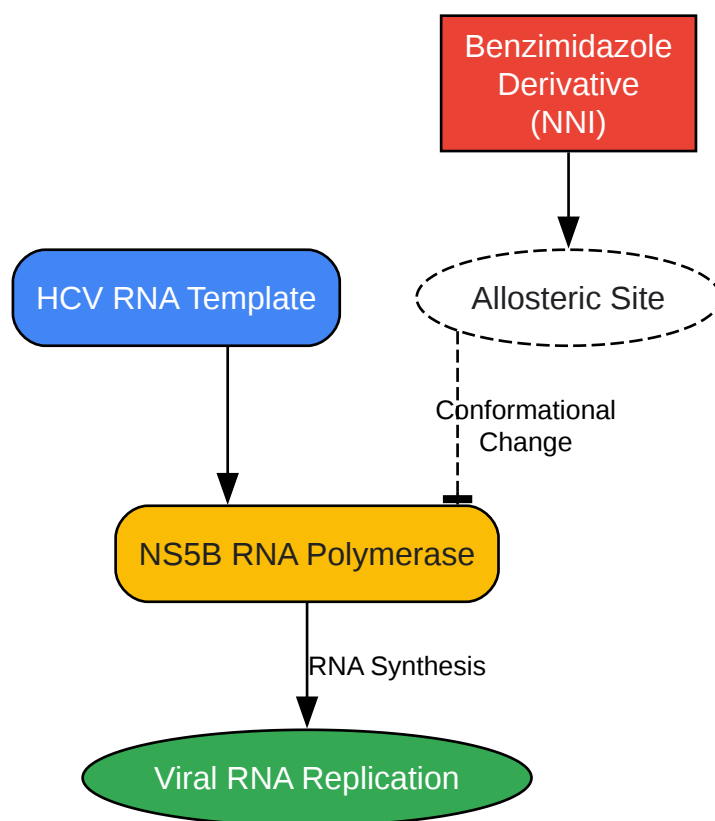 Benzimidazole
Derivative
(NNI)
HCV RNA Template
Allosteric Site
Conformational
Change
NS5B RNA Polymerase
RNA Synthesis
Viral RNA Replication